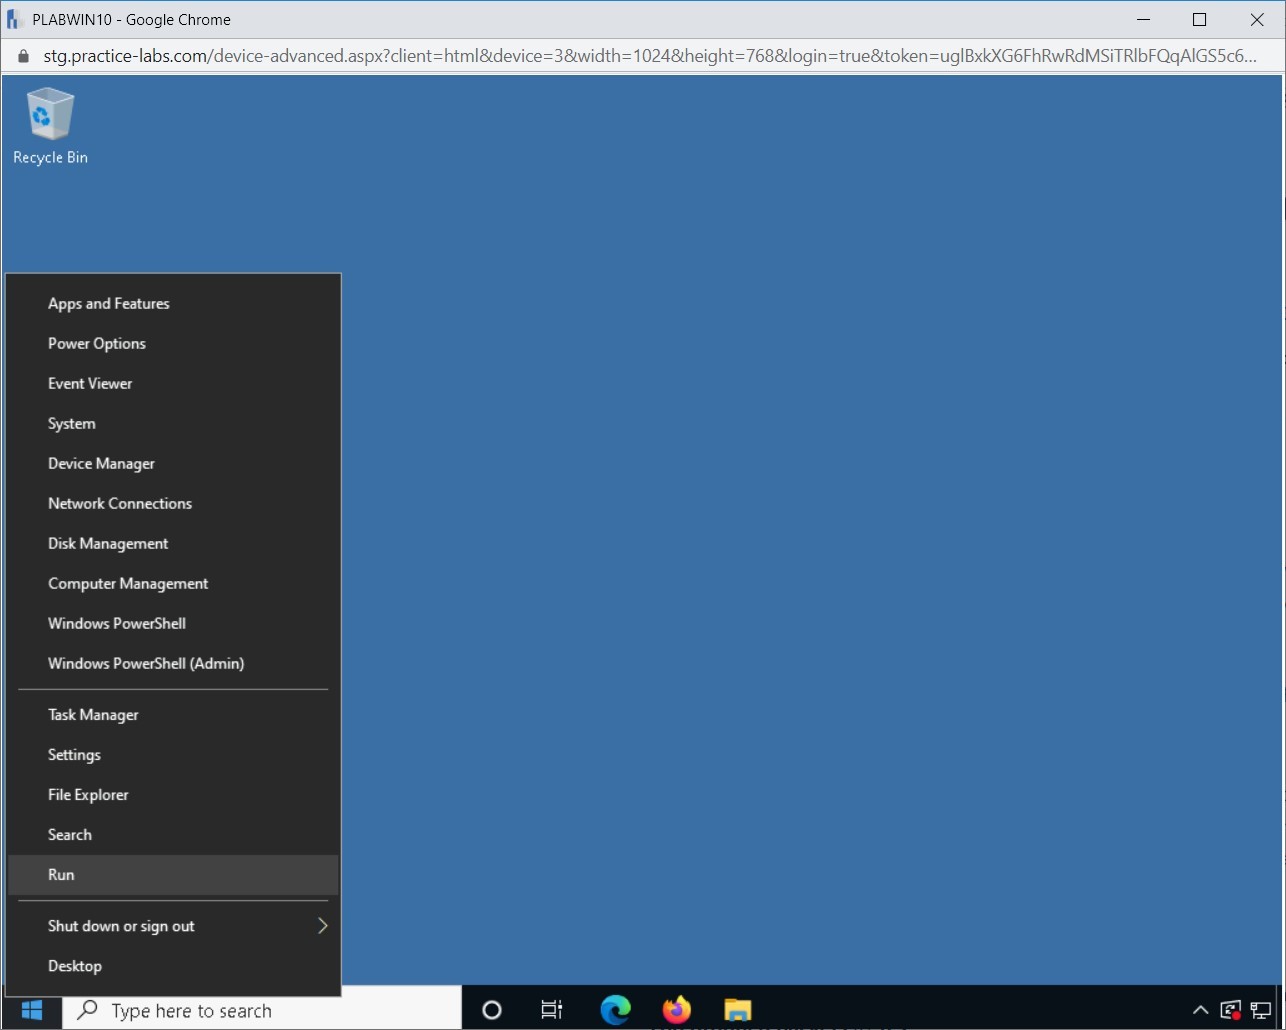 PLABWIN10 - Google Chrome
stg.practice-labs.com/device-advanced.aspx?client=html&device=3&width=1024&height=768&login=true&token=uglBxkXG6FhRwRdMSiTRlbFQqAlGS5c6...
Recycle Bin
Apps and Features
Power Options
Event Viewer
System
Device Manager
Network Connections
Disk Management
Computer Management
Windows PowerShell
Windows PowerShell (Admin)
Task Manager
Settings
File Explorer
Search
Run
Shut down or sign out
Desktop
Type here to search